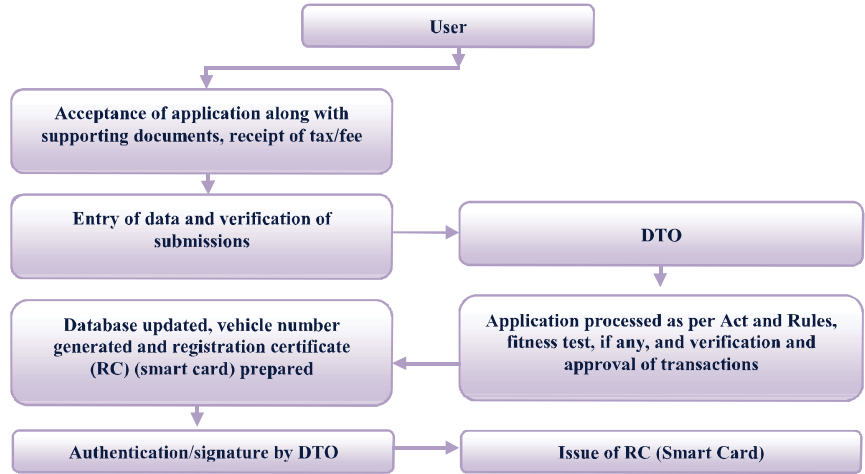 User
Acceptance of application along with
supporting documents, receipt of tax/fee
Entry of data and verification of
submissions
DTO
Application processed as per Act and Rules,
fitness test, if any, and verification and
approval of transactions
Database updated, vehicle number
generated and registration certificate
(RC) (smart card) prepared
Authentication/signature by DTO
Issue of RC (Smart Card)